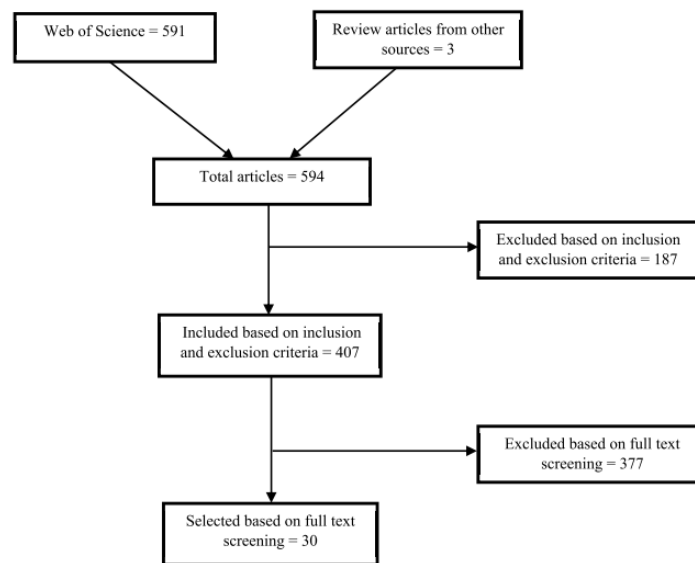 Web of Science = 591
Review articles from other
sources = 3
Total articles = 594
Excluded based on inclusion
and exclusion criteria = 187
Included based on inclusion
and exclusion criteria = 407
Excluded based on full text
screening = 377
Selected based on full text
screening = 30